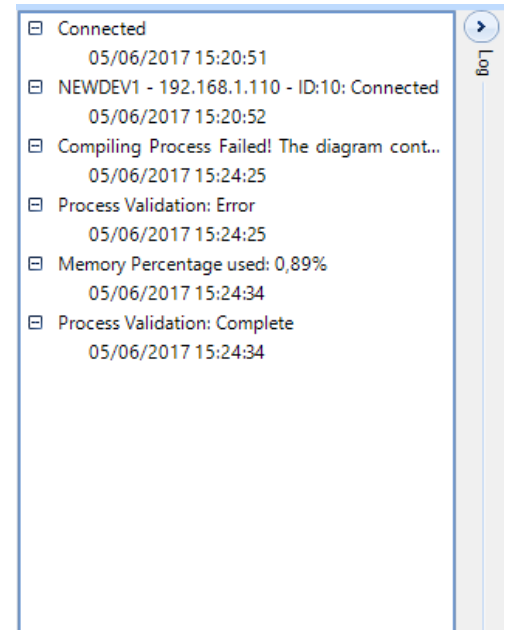 Connected
05/06/2017 15:20:51
NEWDEV1 - 192.168.1.110 - ID:10: Connected
05/06/2017 15:20:52
Compiling Process Failed! The diagram cont...
05/06/2017 15:24:25
Process Validation: Error
05/06/2017 15:24:25
Memory Percentage used: 0,89%
05/06/2017 15:24:34
Process Validation: Complete
05/06/2017 15:24:34
Log